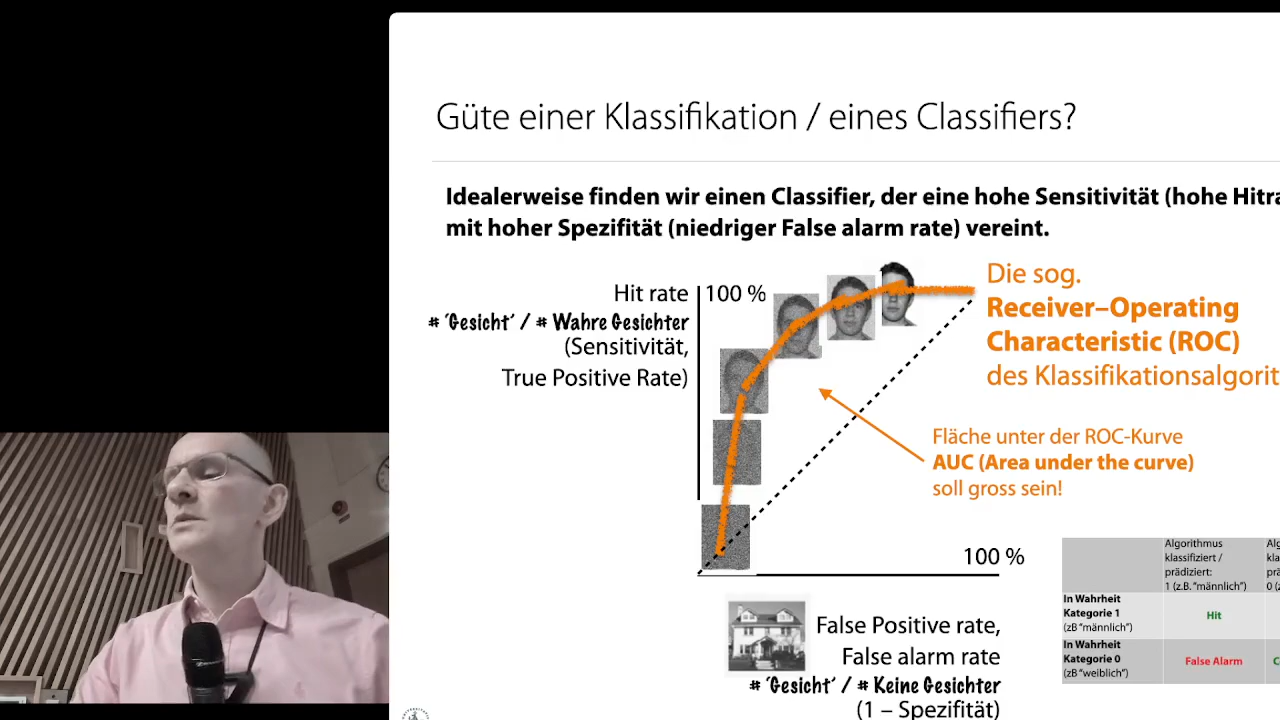 Güte einer Klassifikation / eines Classifiers?
Idealerweise finden wir einen Classifier, der eine hohe Sensitivität (hohe
mit hoher Spezifität (niedriger False alarm rate) vereint.
Hit rate
100 %
# 'Gesicht' / # Wahre Gesichter
(Sensitivität,
True Positive Rate)
Die sog.
Receiver–Operating
Characteristic (ROC)
des
Fläche unter der ROC-Kurve
AUC (Area under the curve)
soll gross sein!
100 %
False Positive rate,
False alarm rate
# 'Gesicht' / # Keine Gesichter
(1 – Spezifität)
Algorithmus
klassifiziert /
prädiziert:
1 (z.B. "männlich")
In Wahrheit
Kategorie 1
(zB "männlich")
Hit
In Wahrheit
Kategorie 0
(zB "weiblich")
False Alarm